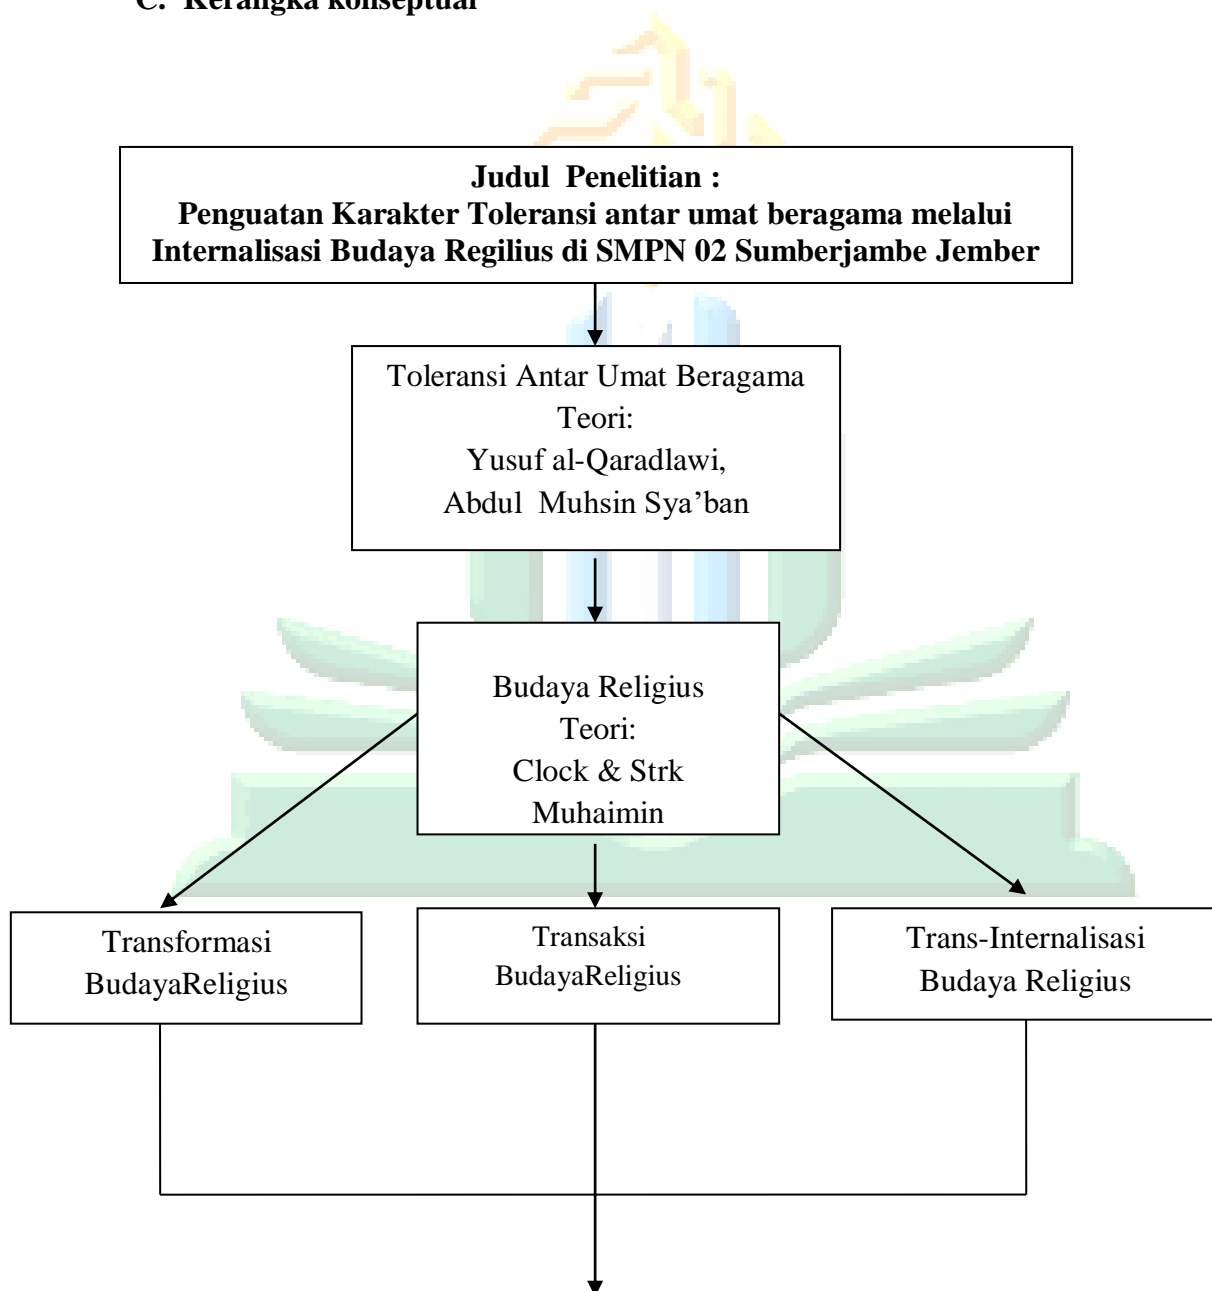 C. Kerangka konseptual
Judul Penelitian :
Penguatan Karakter Toleransi antar umat beragama melalui
Internalisasi Budaya Regilius di SMPN 02 Sumberjambe Jember
Toleransi Antar Umat Beragama
Teori:
Yusuf al-Qaradlawi,
Abdul Muhsin Sya’ban
Budaya Religius
Teori:
Clock & Strk
Muhaimin
Transformasi
BudayaReligius
Transaksi
BudayaReligius
Trans-Internalisasi
Budaya Religius